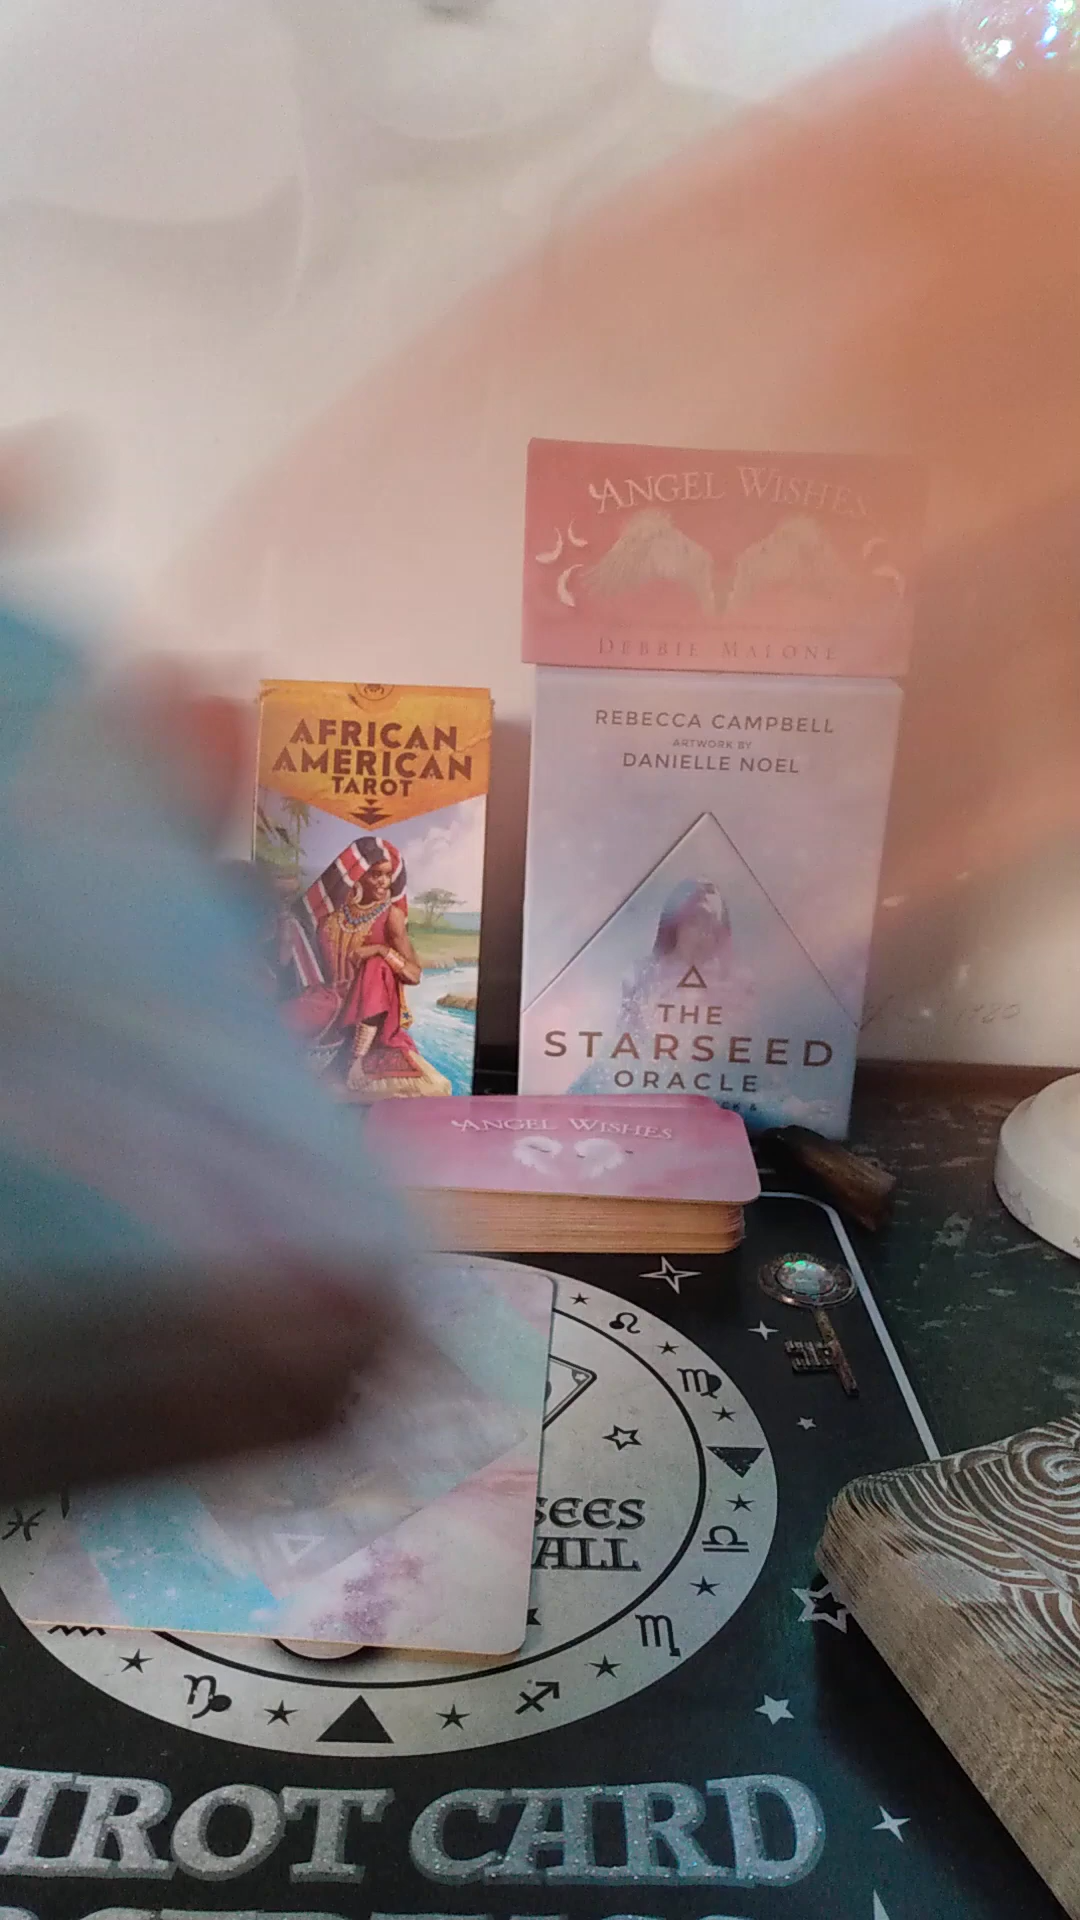 ANGEL WISHES
DEBBIE MALONE
REBECCA CAMPBELL
ARTWORK BY
DANIELLE NOEL
AFRICAN
AMERICAN
TAROT
THE
STARSEED
ORACLE
ANGEL WISHES
SEES
ALL
AROT CARD